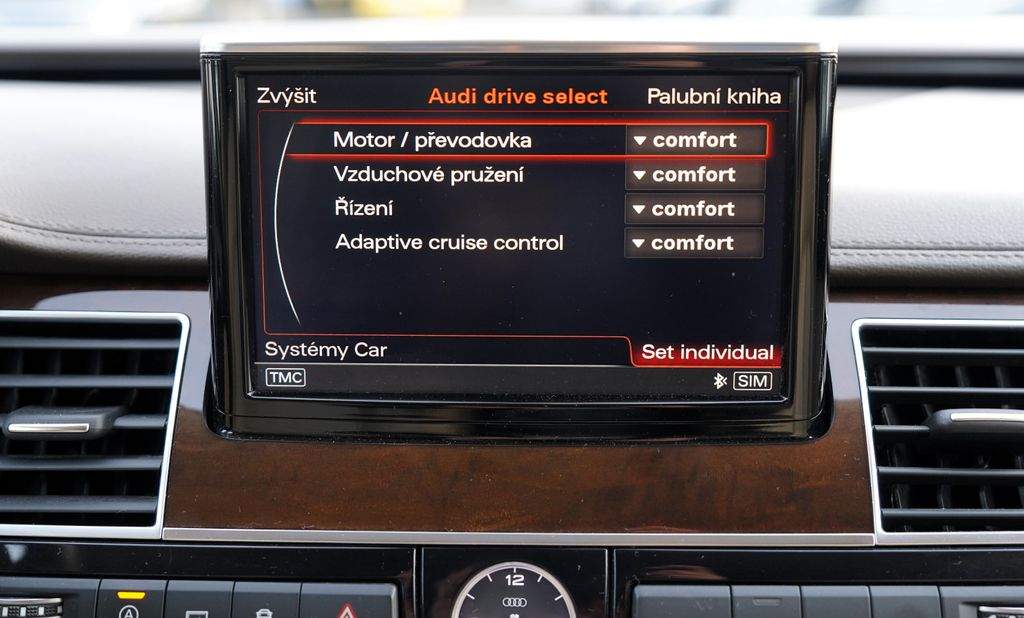 Zvýšit Audi drive select Palubní kniha
Motor / převodovka comfort
Vzduchové pružení comfort
Řízení comfort
Adaptive cruise control comfort
Systémy Car Set individual
TMC SIM
12
A